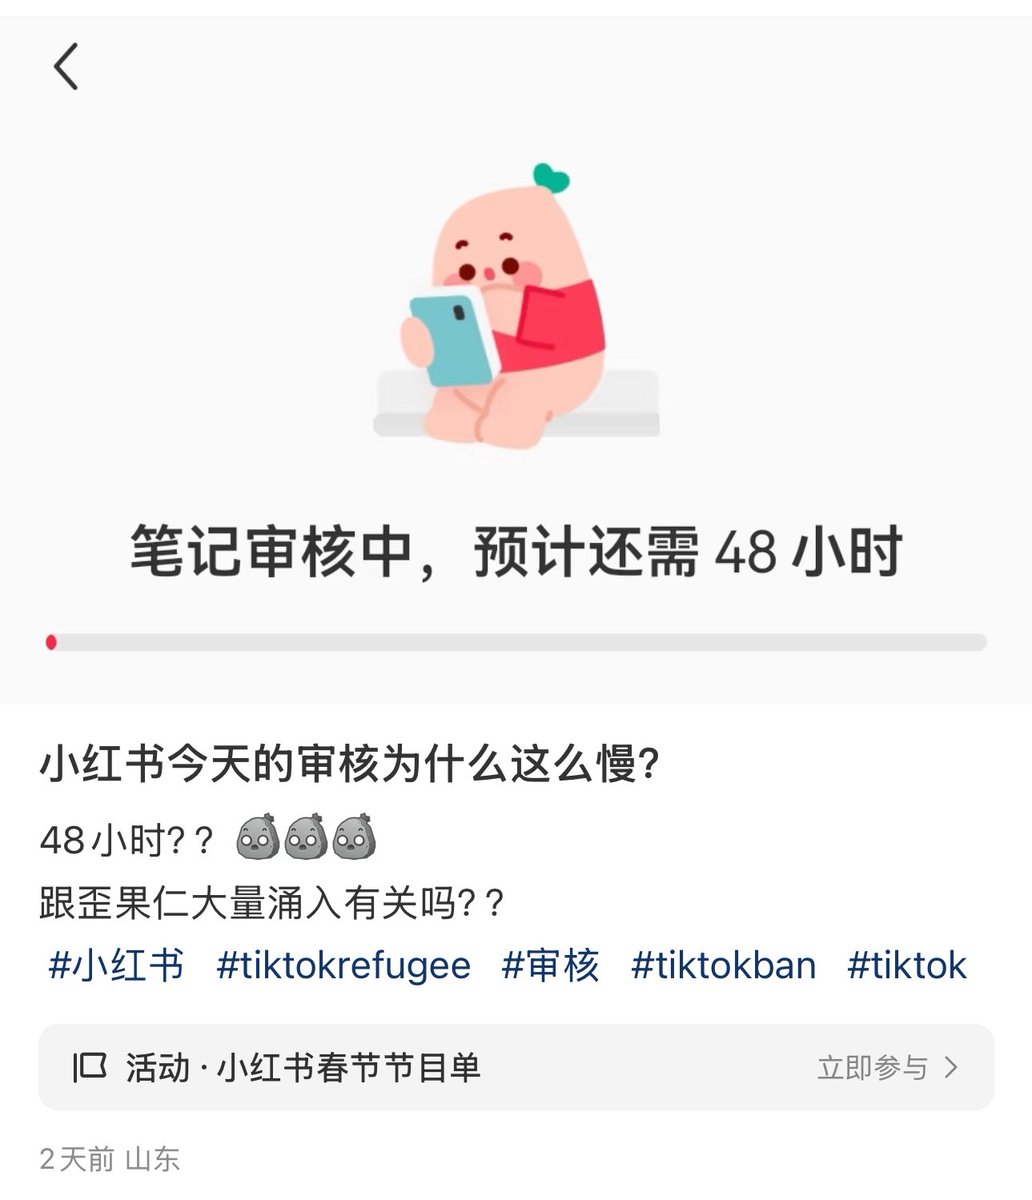 笔记审核中，预计还需 48 小时
小红书今天的审核为什么这么慢？
48小时？？
跟歪果仁大量涌入有关吗？？
#小红书 #tiktokrefugee #审核 #tiktokban #tiktok
活动 · 小红书春节节目单 立即参与
2天前 山东